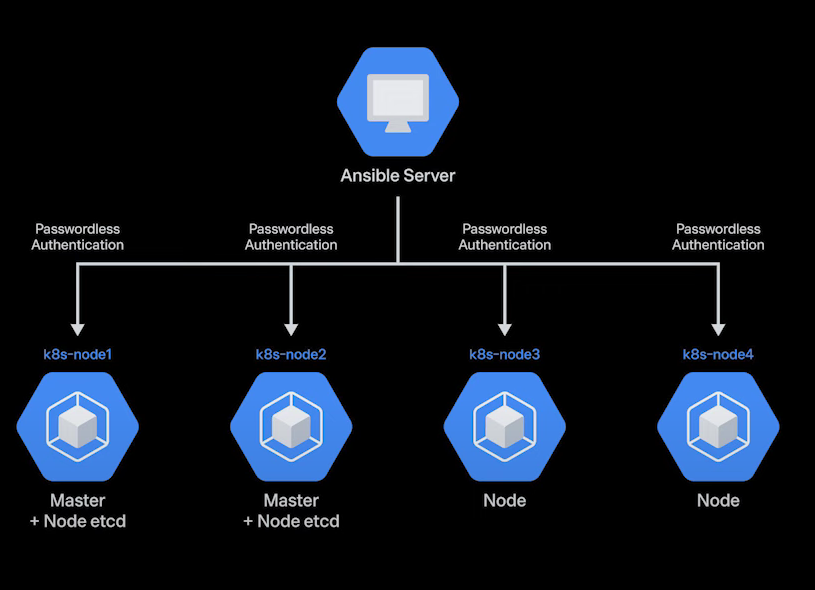 Ansible Server
Passwordless
Authentication
Passwordless
Authentication
Passwordless
Authentication
Passwordless
Authentication
k8s-node1
k8s-node2
k8s-node3
k8s-node4
Master
+ Node etcd
Master
+ Node etcd
Node
Node